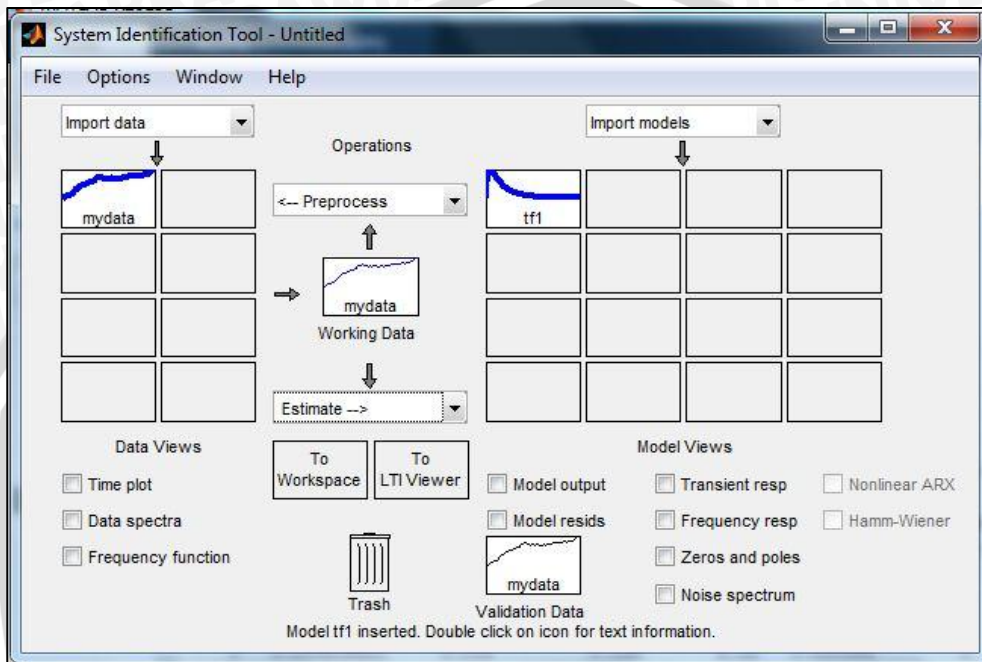 System Identification Tool - Untitled
File Options Window Help
Import data
Import models
Operations
mydata
<-- Preprocess
tf1
mydata
Working Data
Estimate -->
Data Views
To
Workspace
To
LTI Viewer
Model Views
Time plot
Data spectra
Frequency function
Model output
Model resids
Transient resp
Frequency resp
Zeros and poles
Noise spectrum
Nonlinear ARX
Hamm-Wiener
Trash
mydata
Validation Data
Model tf1 inserted. Double click on icon for text information.